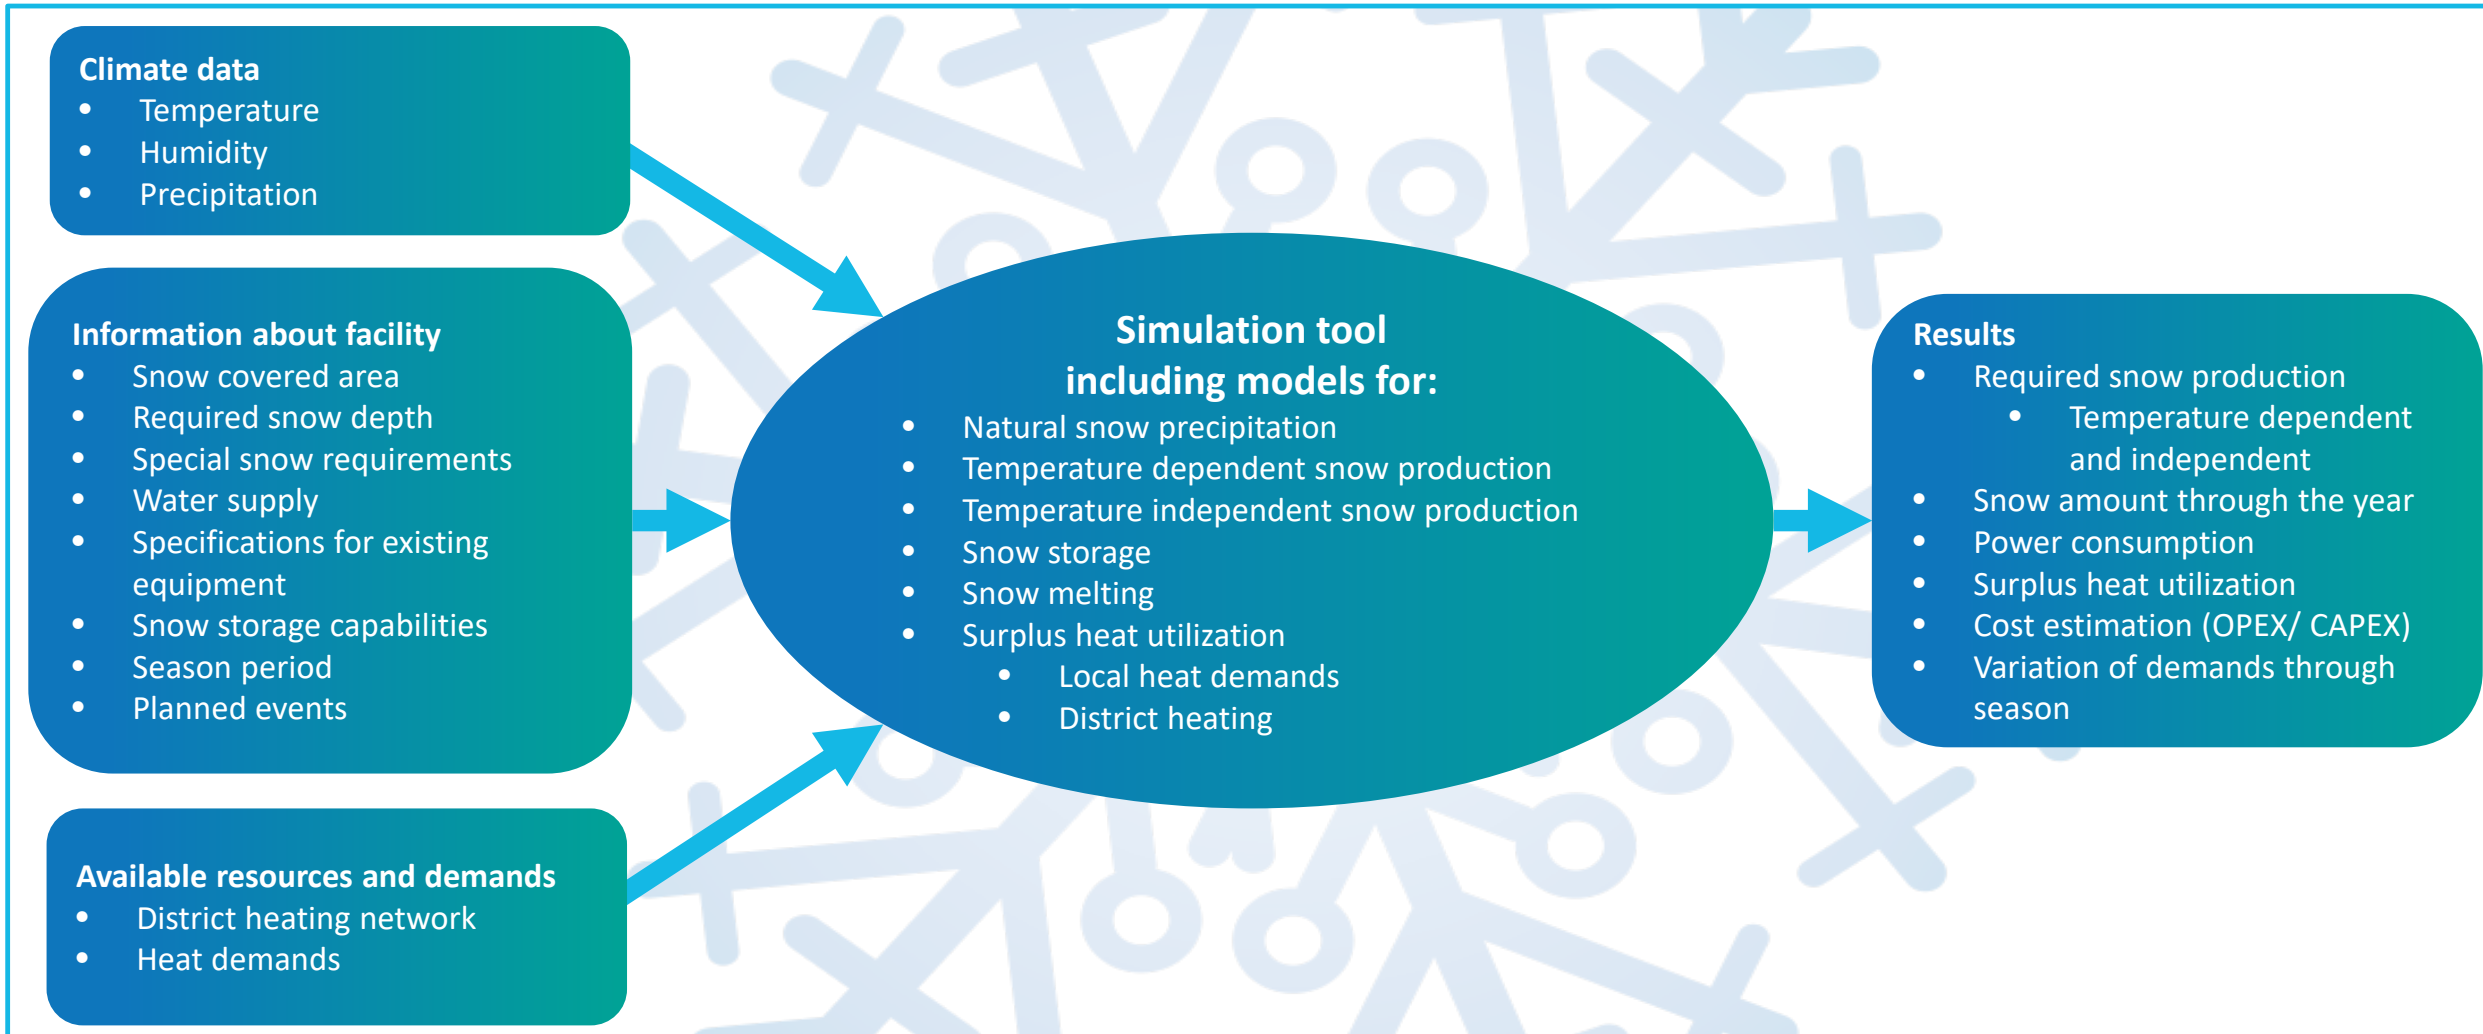 Climate data
• Temperature
• Humidity
• Precipitation
Information about facility
• Snow covered area
• Required snow depth
• Special snow requirements
• Water supply
• Specifications for existing
equipment
• Snow storage capabilities
• Season period
• Planned events
Available resources and demands
• District heating network
• Heat demands
Simulation tool
including models for:
• Natural snow precipitation
• Temperature dependent snow production
• Temperature independent snow production
• Snow storage
• Snow melting
• Surplus heat utilization
• Local heat demands
• District heating
Results
• Required snow production
• Temperature dependent
and independent
• Snow amount through the year
• Power consumption
• Surplus heat utilization
• Cost estimation (OPEX/ CAPEX)
• Variation of demands through
season